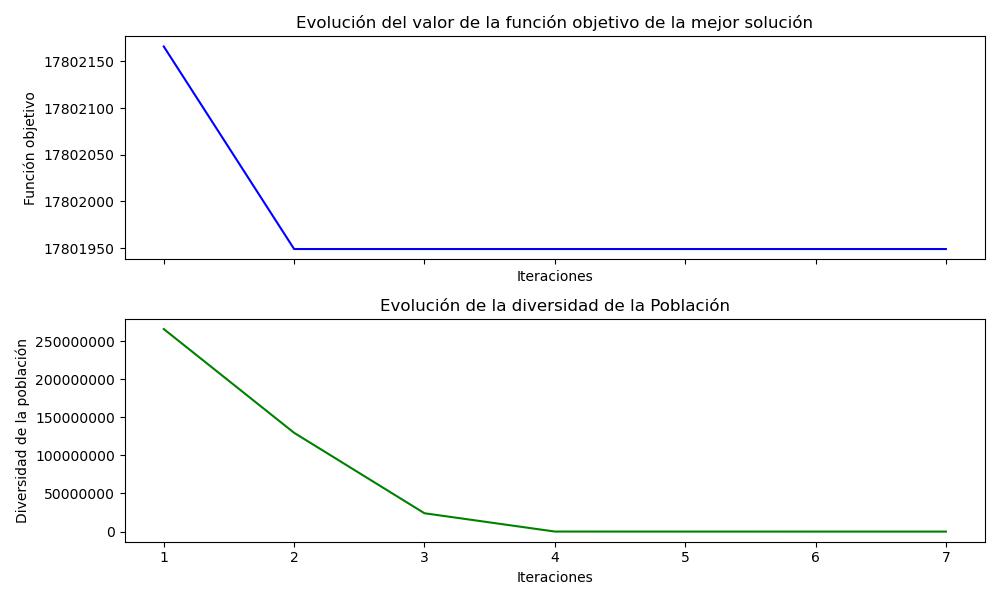 Evolución del valor de la función objetivo de la mejor solución
17802150
17802100
17802050
17802000
17801950
Función objetivo
Iteraciones
Evolución de la diversidad de la Población
250000000
200000000
150000000
100000000
50000000
0
Diversidad de la población
1 2 3 4 5 6 7
Iteraciones